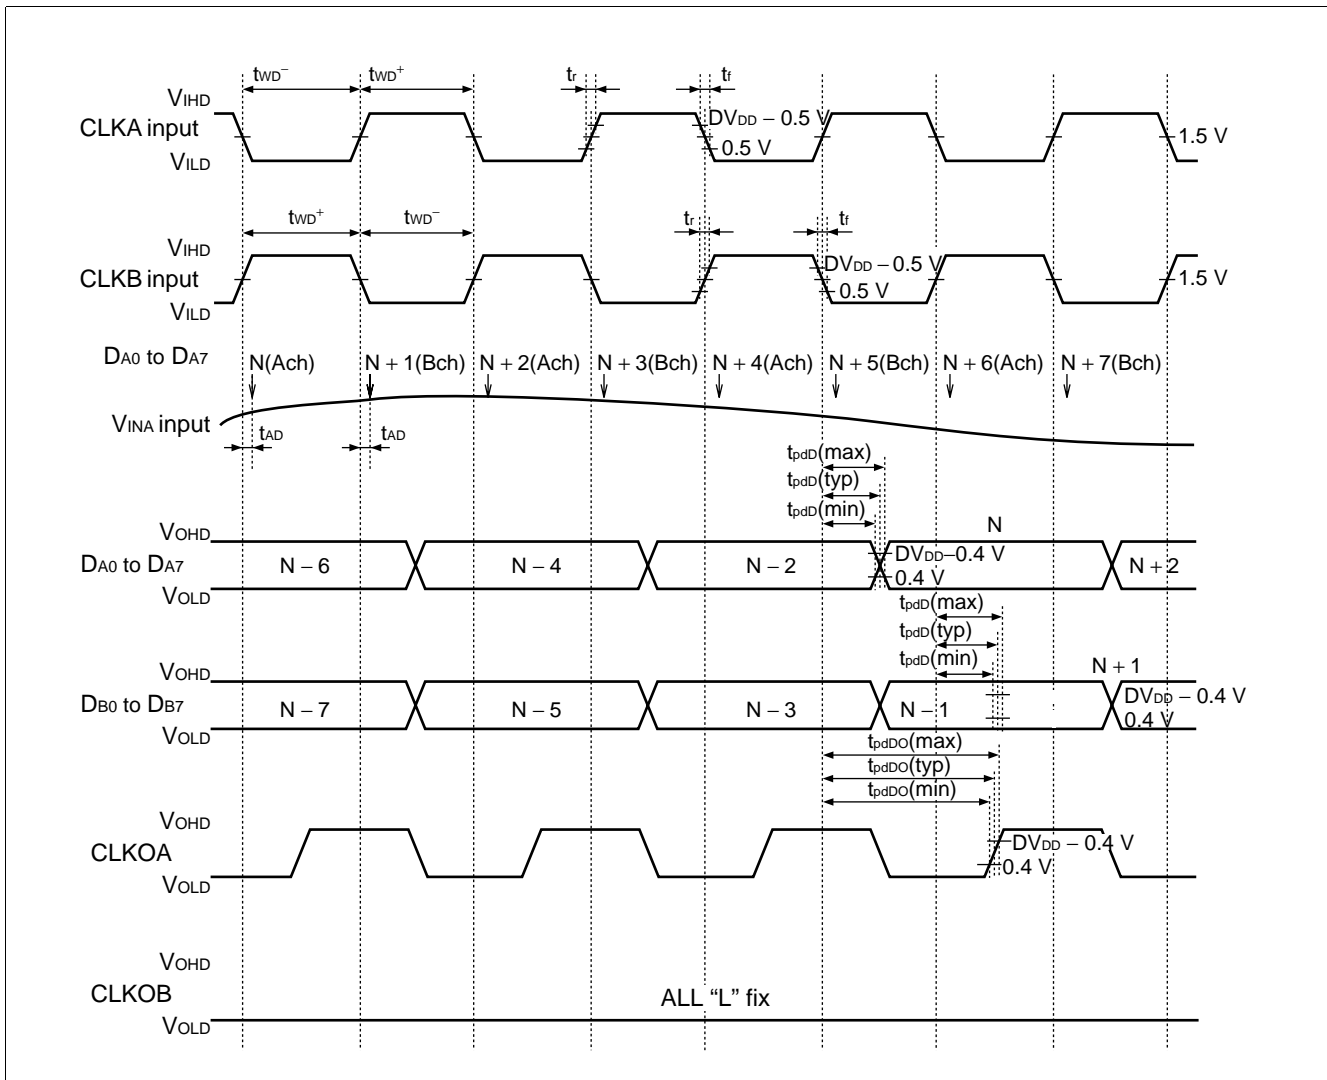 tWD− tWD+ tr tf
VIHD
CLKA input
VILD
DVDD − 0.5 V
0.5 V
1.5 V
tWD+ tWD− tr tf
VIHD
CLKB input
VILD
DVDD − 0.5 V
0.5 V
1.5 V
DA0 to DA7
N(Ach) N + 1(Bch) N + 2(Ach) N + 3(Bch) N + 4(Ach) N + 5(Bch) N + 6(Ach) N + 7(Bch)
VINA input
tAD tAD
tpdD(max)
tpdD(typ)
tpdD(min)
VOHD
DA0 to DA7
VOLD
N − 6 N − 4 N − 2 N N + 2
DVDD−0.4 V
0.4 V
tpdD(max)
tpdD(typ)
tpdD(min)
VOHD
DB0 to DB7
VOLD
N − 7 N − 5 N − 3 N − 1 N + 1
DVDD − 0.4 V
0.4 V
tpdDO(max)
tpdDO(typ)
tpdDO(min)
VOHD
CLKOA
VOLD
DVDD − 0.4 V
0.4 V
VOHD
CLKOB
VOLD
ALL “L” fix